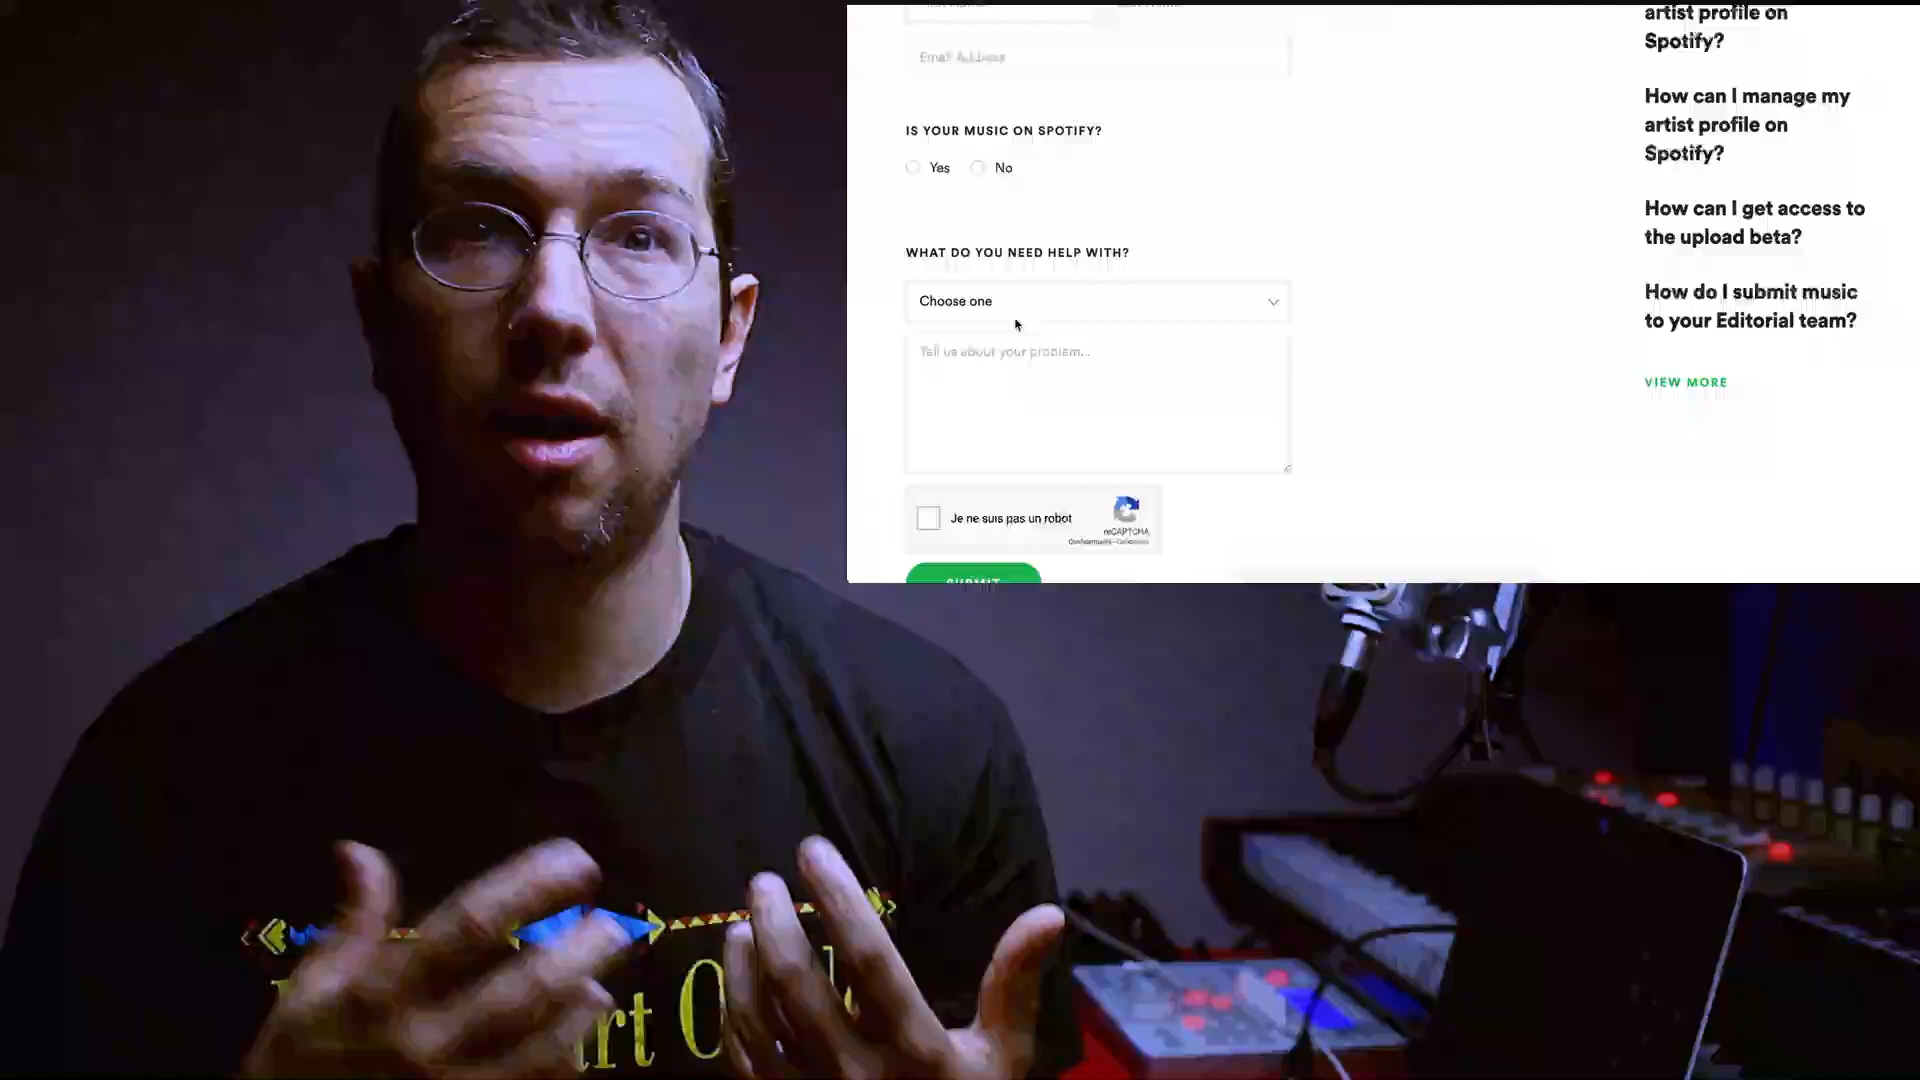 Email Address
IS YOUR MUSIC ON SPOTIFY?
Yes No
WHAT DO YOU NEED HELP WITH?
Choose one
Tell us about your problem...
Je ne suis pas un robot
reCAPTCHA
SUBMIT
artist profile on
Spotify?
How can I manage my
artist profile on
Spotify?
How can I get access to
the upload beta?
How do I submit music
to your Editorial team?
VIEW MORE